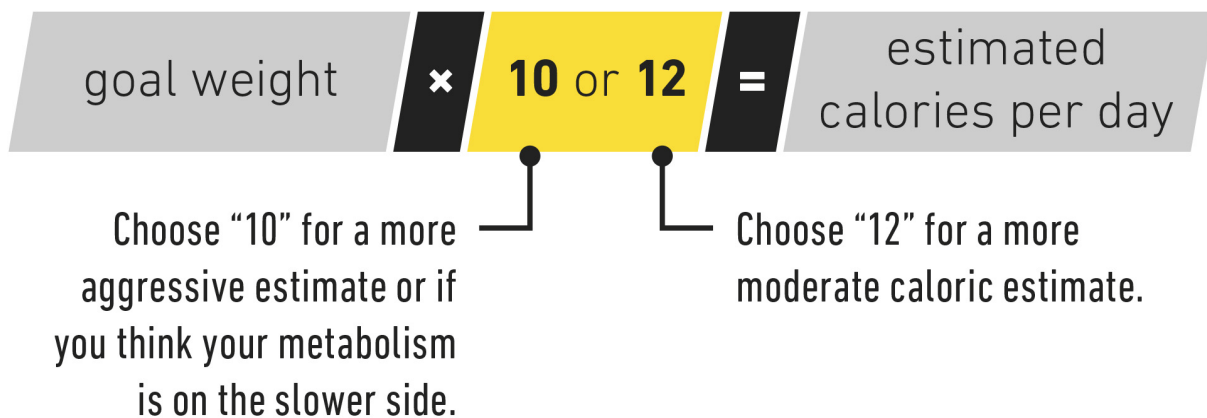 goal weight × 10 or 12 = estimated
calories per day
Choose “10” for a more
aggressive estimate or if
you think your metabolism
is on the slower side.
Choose “12” for a more
moderate caloric estimate.